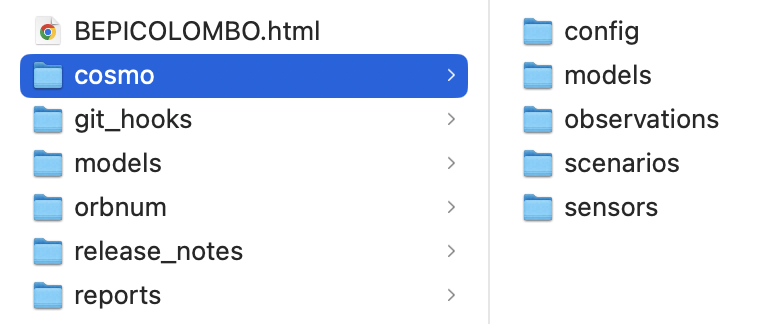 BEPICOLOMBO.html
cosmo
git_hooks
models
orbnum
release_notes
reports
config
models
observations
scenarios
sensors